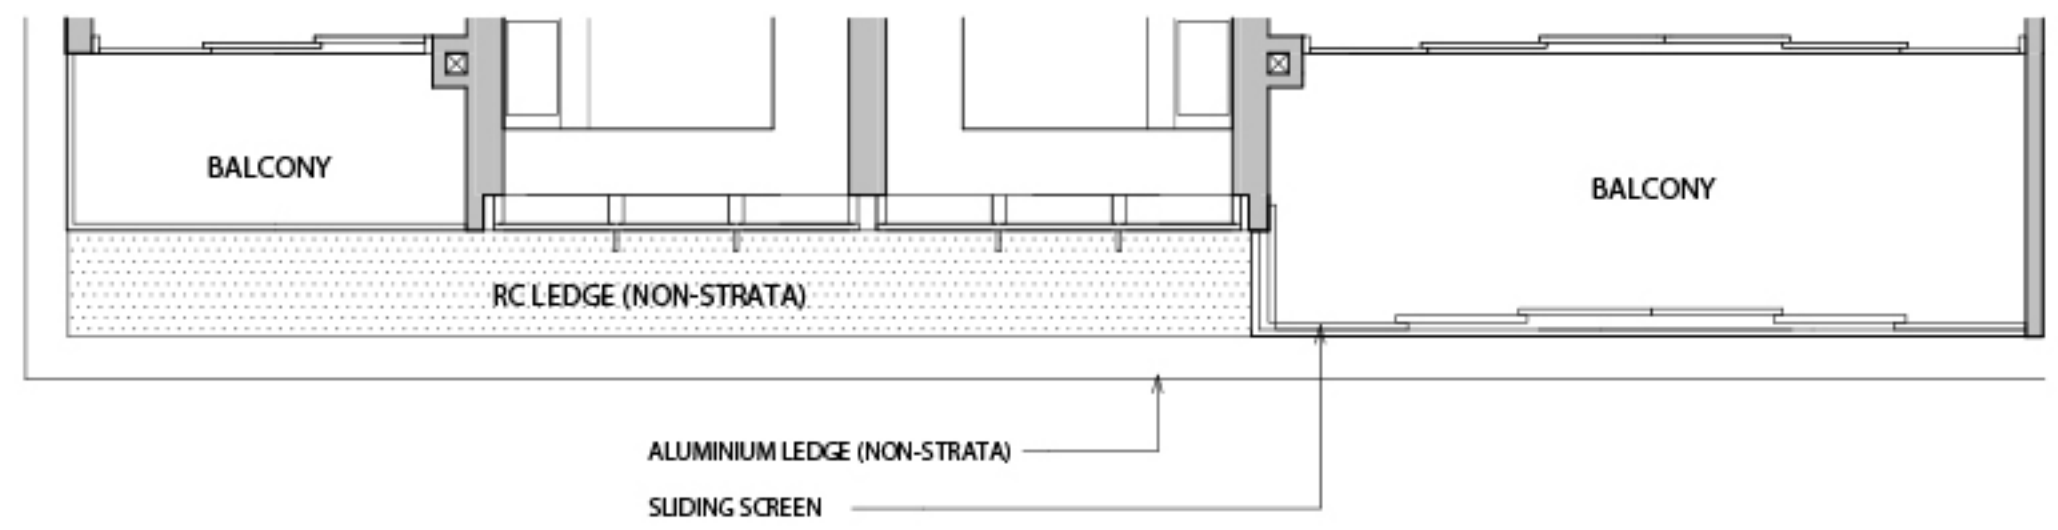 BALCONY
BALCONY
RC LEDGE (NON-STRATA)
ALUMINIUM LEDGE (NON-STRATA)
SLIDING SCREEN